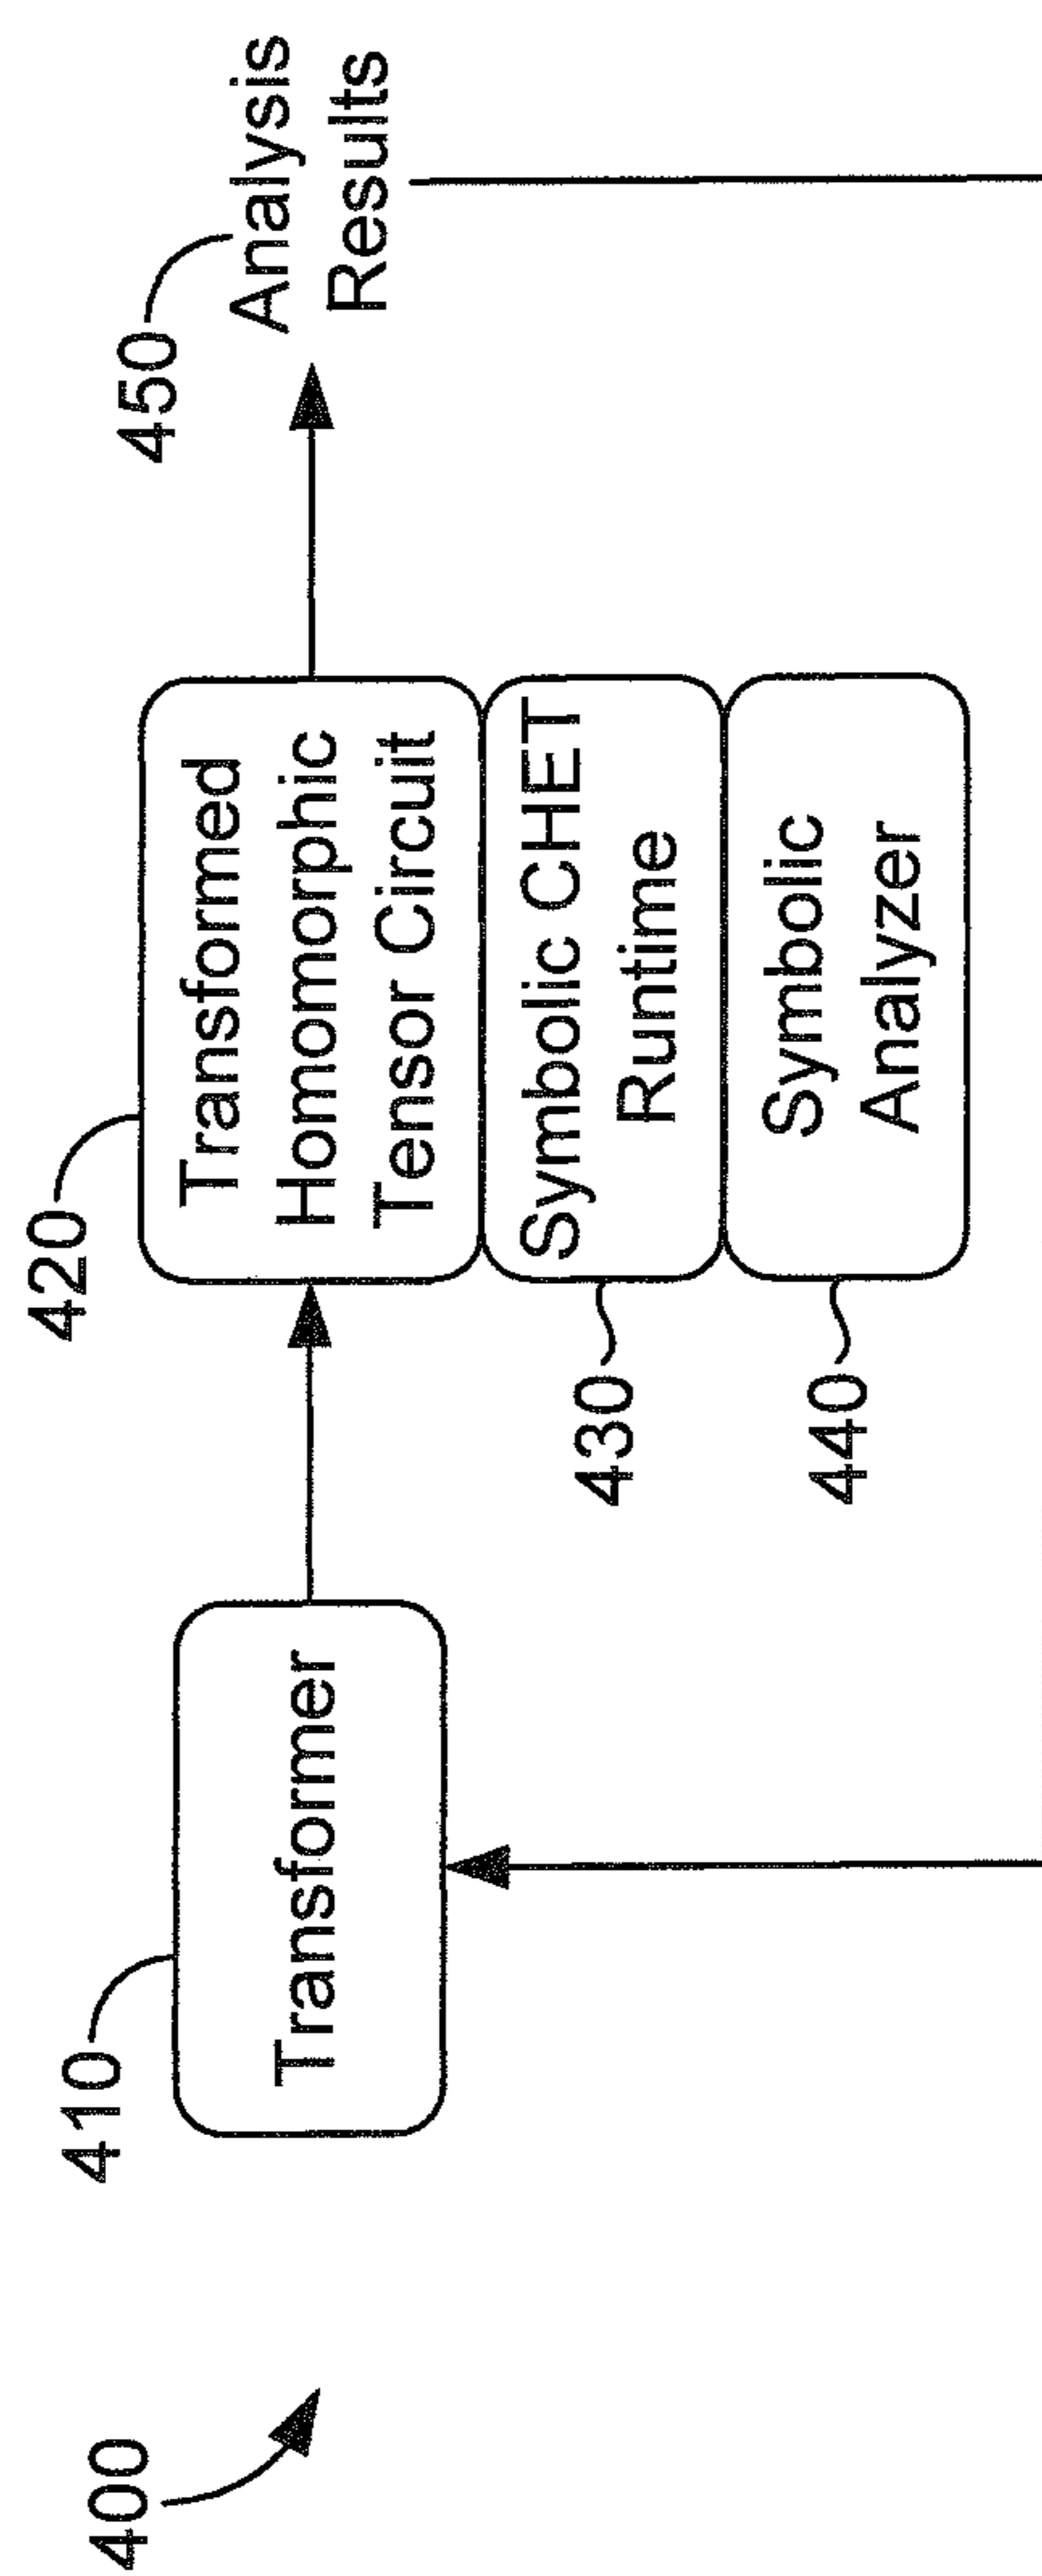 400
410
Transformer
420
Transformed
Homomorphic
Tensor Circuit
430
Symbolic CHET
Runtime
440
Symbolic
Analyzer
450
Analysis
Results